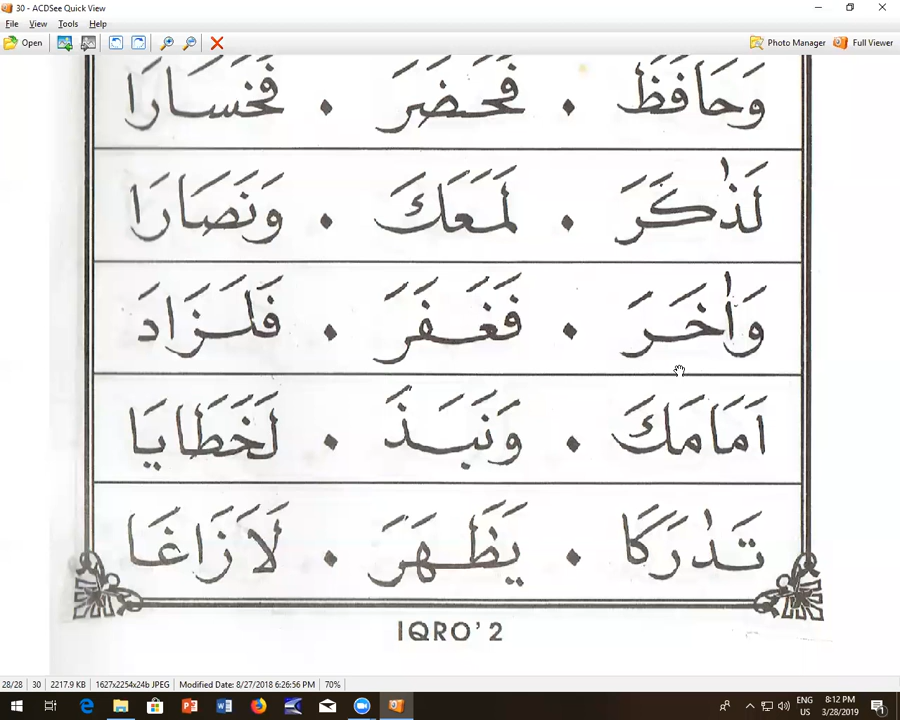 30 - ACDSee Quick View
File View Tools Help
Open Photo Manager Full Viewer
وَحَافَظَ • فَحَضَرَ • فَخَسَارَا
لَذٰكَرَ • لَمَعَكَ • وَنَصَارَا
وَاٰخَرَ • فَغَفَرَ • فَلَزَادَ
اَمَامَكَ • وَنَبَذَ • لَخَطَايَا
تَدٰرَكَا • يَظَهَرَ • لَازَاغَا
IQRO' 2
28/28 30 2217.9 KB 1627x2254x24b JPEG Modified Date: 8/27/2018 6:26:56 PM 70%
ENG 8:12 PM
US 3/28/2019